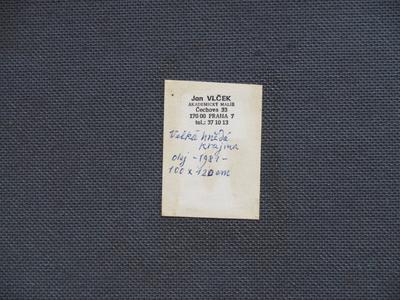 Jan VLČEK
AKADEMICKÝ MALÍŘ
Čechova 33
170 00 PRAHA 7
tel.: 37 10 13
Velká hnědá
krajina
olej -1981-
100 x 120 cm